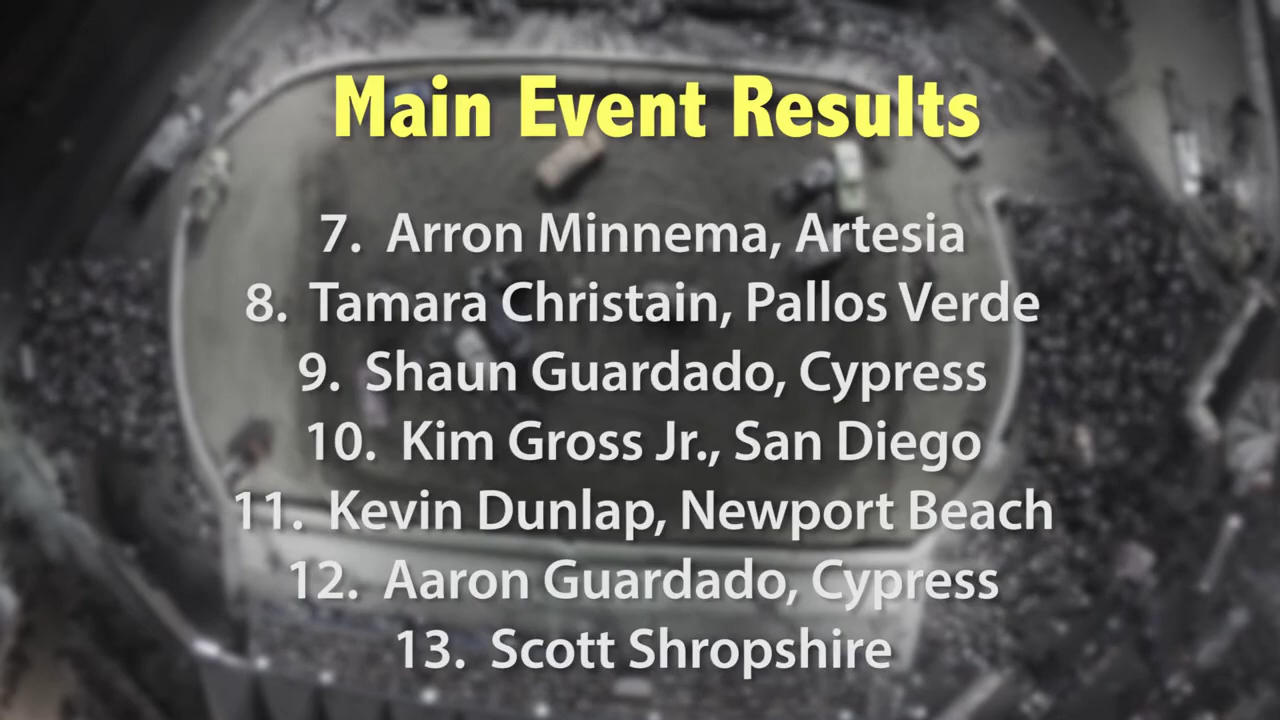 Main Event Results
7. Arron Minnema, Artesia
8. Tamara Christain, Pallos Verde
9. Shaun Guardado, Cypress
10. Kim Gross Jr., San Diego
11. Kevin Dunlap, Newport Beach
12. Aaron Guardado, Cypress
13. Scott Shropshire